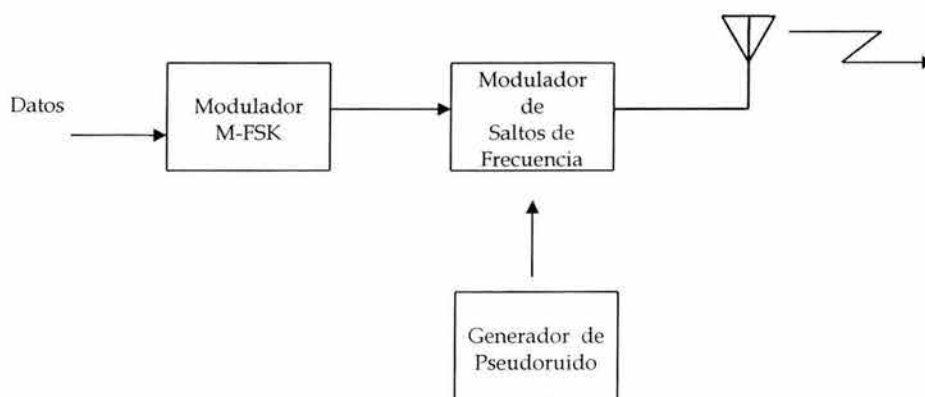 Datos
Modulador
M-FSK
Modulador
de
Saltos de
Frecuencia
Generador de
Pseudoruido